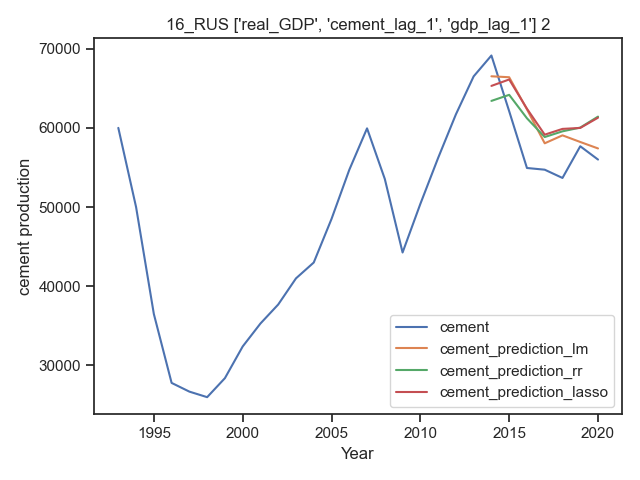 16_RUS ['real_GDP', 'cement_lag_1', 'gdp_lag_1'] 2
70000
60000
50000
40000
30000
cement production
1995
2000
2005
2010
2015
2020
Year
cement
cement_prediction_lm
cement_prediction_rr
cement_prediction_lasso